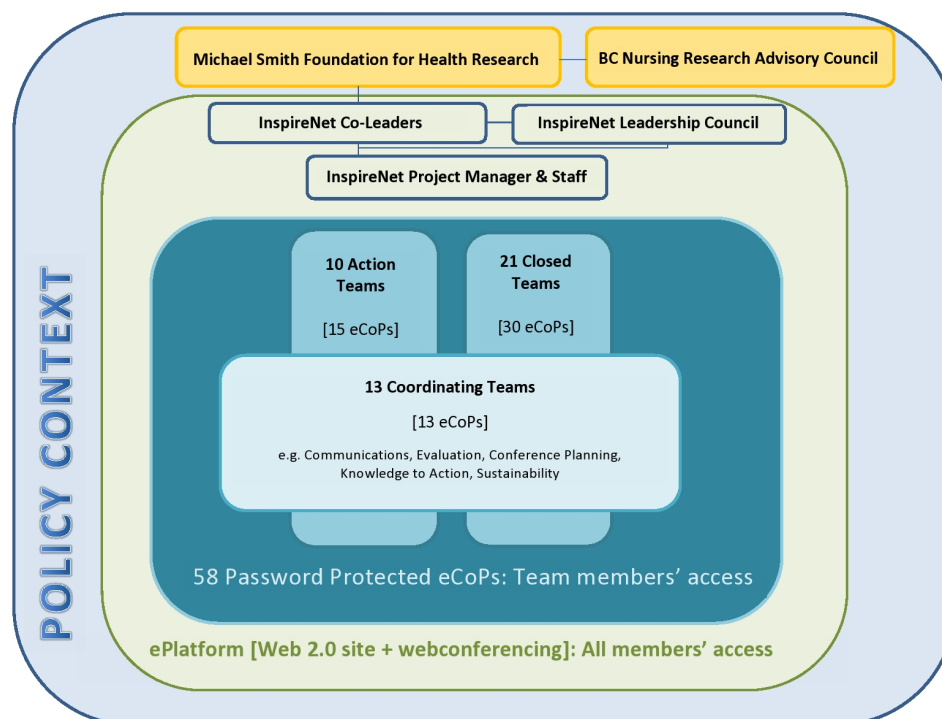 Michael Smith Foundation for Health Research
BC Nursing Research Advisory Council
InspireNet Co-Leaders
InspireNet Leadership Council
InspireNet Project Manager & Staff
10 Action
Teams
[15 eCoPs]
21 Closed
Teams
[30 eCoPs]
13 Coordinating Teams
[13 eCoPs]
e.g. Communications, Evaluation, Conference Planning,
Knowledge to Action, Sustainability
58 Password Protected eCoPs: Team members’ access
ePlatform [Web 2.0 site + webconferencing]: All members’ access
POLICY CONTEXT